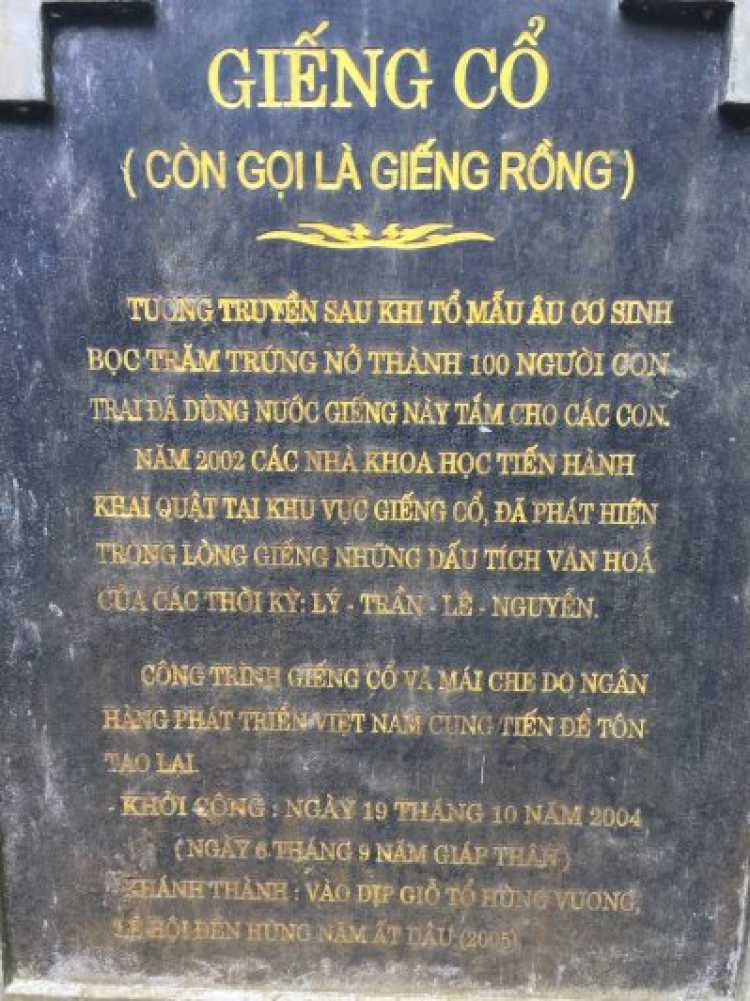 GIẾNG CỔ
( CÒN GỌI LÀ GIẾNG RỒNG )
TƯƠNG TRUYỀN SAU KHI TỔ MẪU ÂU CƠ SINH
BỌC TRĂM TRỨNG NỞ THÀNH 100 NGƯỜI CON
TRAI ĐÃ DÙNG NƯỚC GIẾNG NÀY TẮM CHO CÁC CON.
NĂM 2002 CÁC NHÀ KHOA HỌC TIẾN HÀNH
KHAI QUẬT TẠI KHU VỰC GIẾNG CỔ, ĐÃ PHÁT HIỆN
TRONG LÒNG GIẾNG NHỮNG DẤU TÍCH VĂN HOÁ
CỦA CÁC THỜI KỲ: LÝ - TRẦN - LÊ - NGUYỄN.
CÔNG TRÌNH GIẾNG CỔ VÀ MÁI CHE DO NGÂN
HÀNG PHÁT TRIỂN VIỆT NAM CUNG TIẾN ĐỂ TÔN
TẠO LẠI.
- KHỞI CÔNG : NGÀY 19 THÁNG 10 NĂM 2004
( NGÀY 6 THÁNG 9 NĂM GIÁP THÂN )
KHÁNH THÀNH : VÀO DỊP GIỖ TỔ HÙNG VƯƠNG,
LỄ HỘI ĐỀN HÙNG NĂM ẤT DẬU (2005)